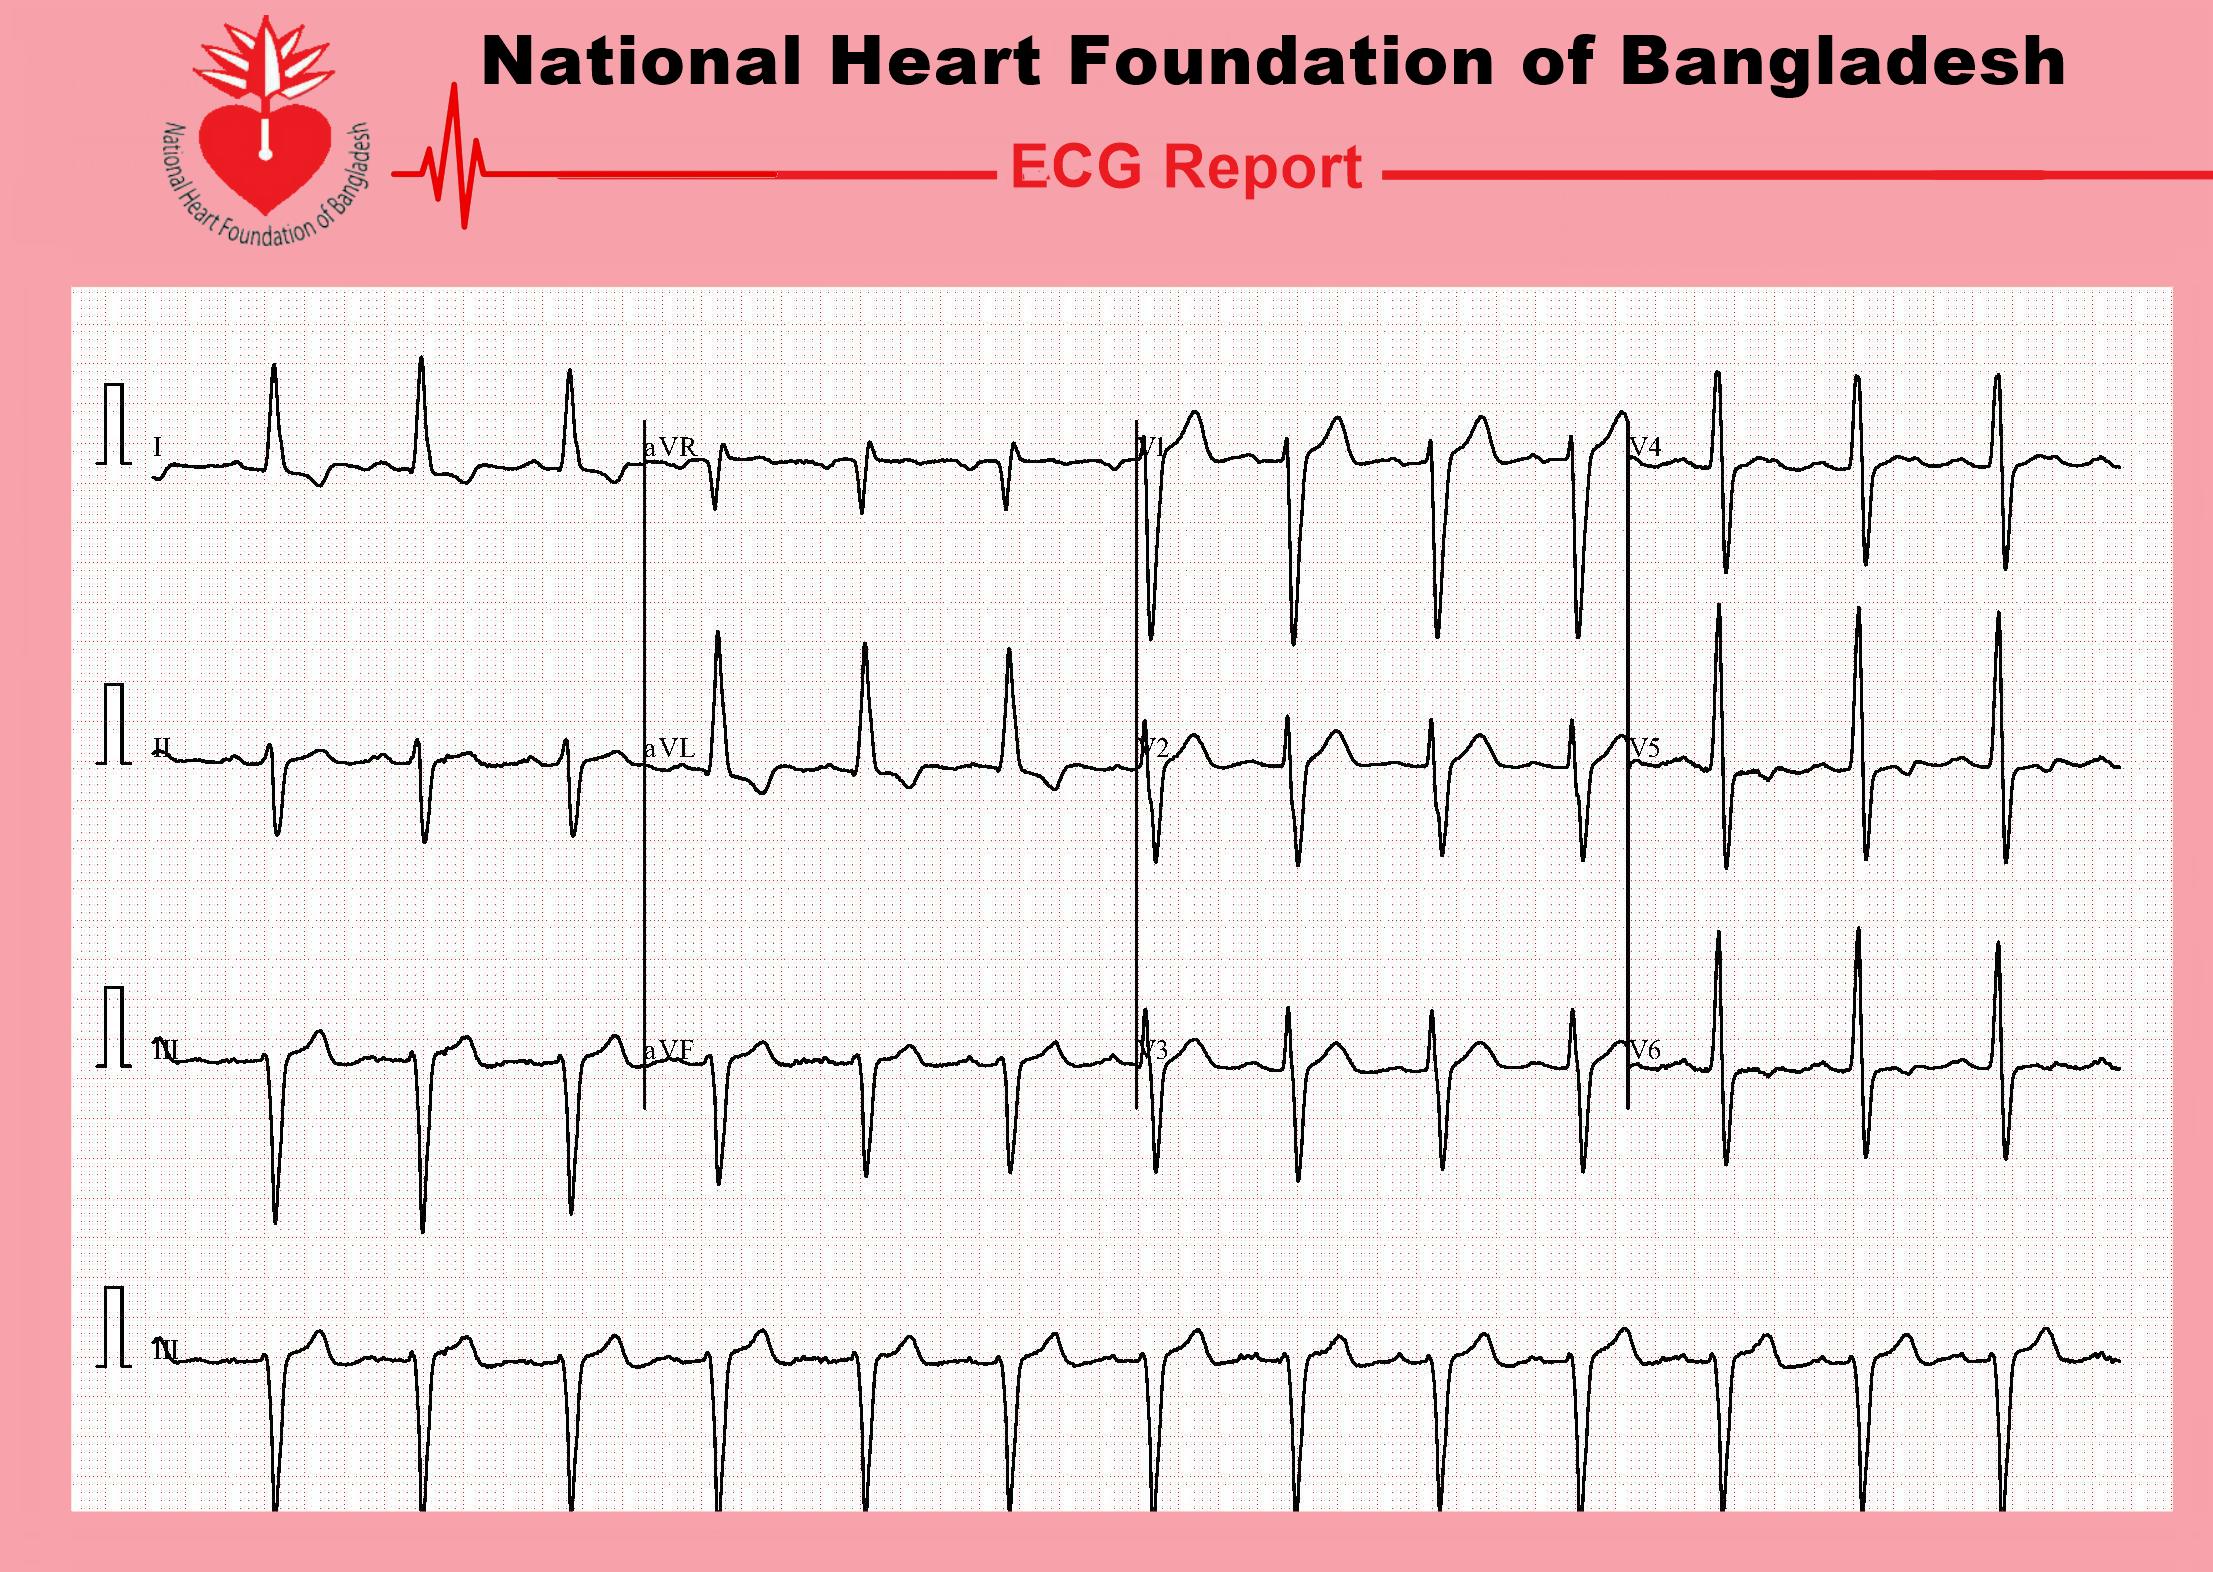 National Heart Foundation of Bangladesh
National Heart Foundation of Bangladesh
ECG Report
I aVR V1 V4
II aVL V2 V5
III aVF V3 V6
III